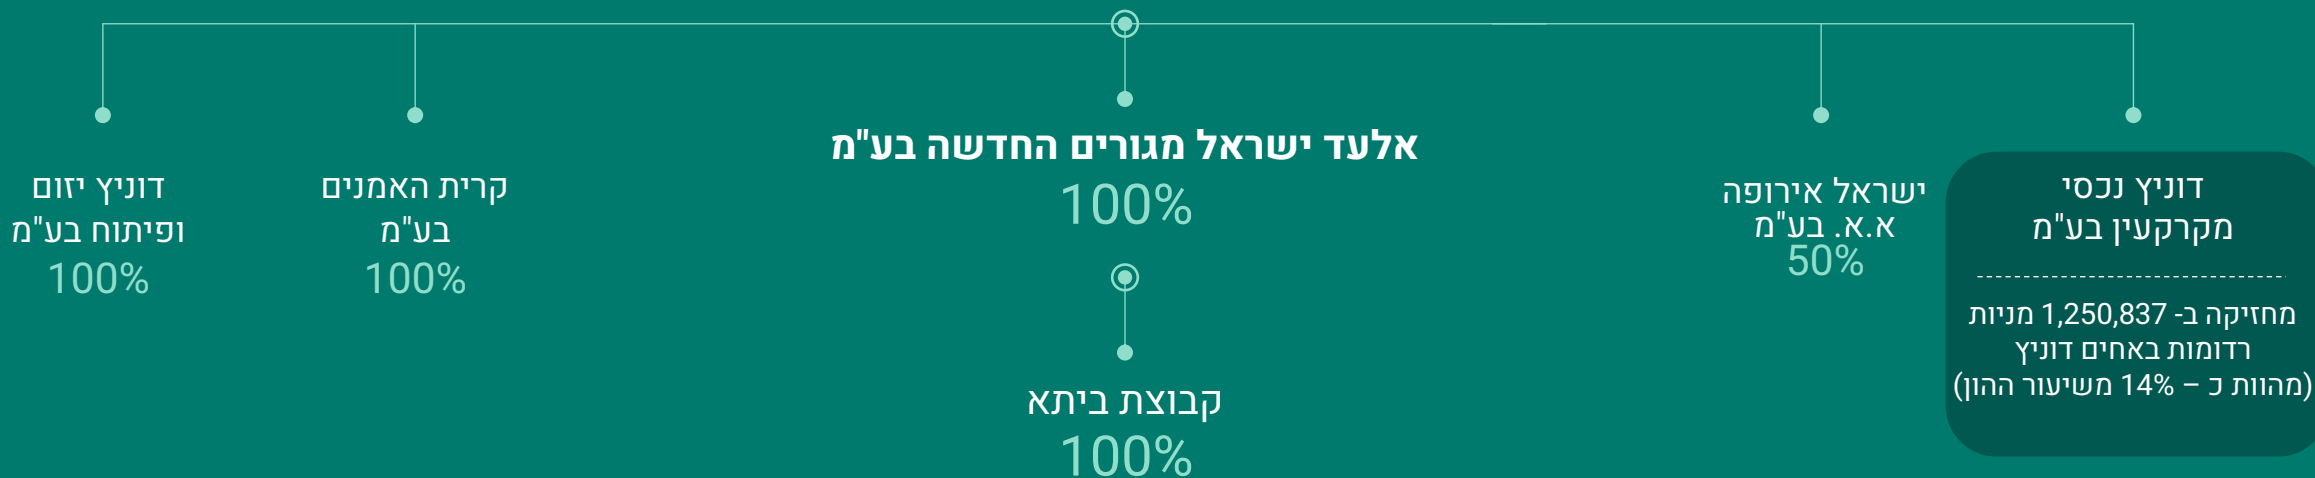 דוניץ נכסי
מקרקעין בע"מ
מחזיקה ב- 1,250,837 מניות
רדומות באחים דוניץ
(מהוות כ – 14% משיעור ההון)
ישראל אירופה
א.א. בע"מ
50%
אלעד ישראל מגורים החדשה בע"מ
100%
קבוצת ביתא
100%
קרית האמנים
בע"מ
100%
דוניץ יזום
ופיתוח בע"מ
100%